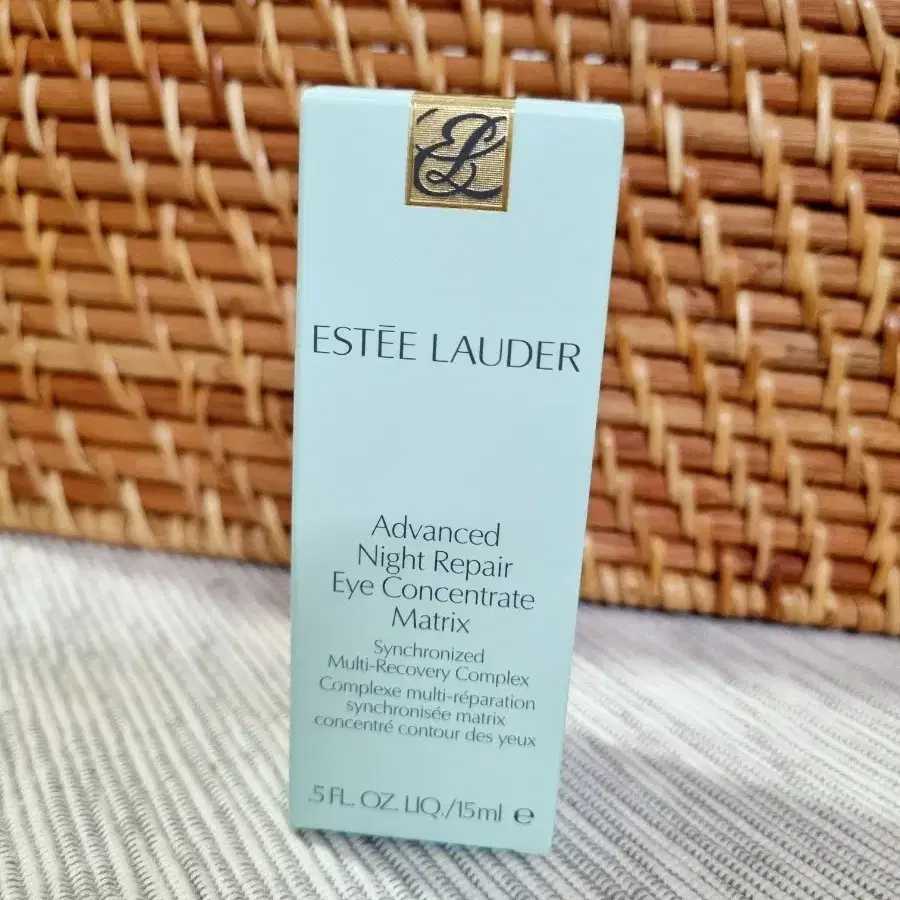 EL
ESTĒE LAUDER
Advanced
Night Repair
Eye Concentrate
Matrix
Synchronized
Multi-Recovery Complex
Complexe multi-réparation
synchronisée matrix
concentré contour des yeux
.5 FL. OZ. LIQ./15ml ℮